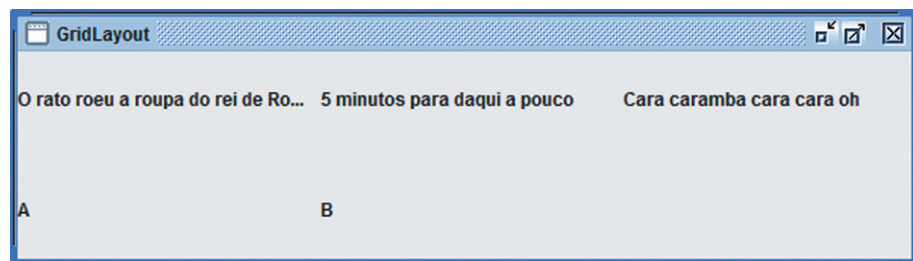 GridLayout
O rato roeu a roupa do rei de Ro... 5 minutos para daqui a pouco Cara caramba cara cara oh
A B